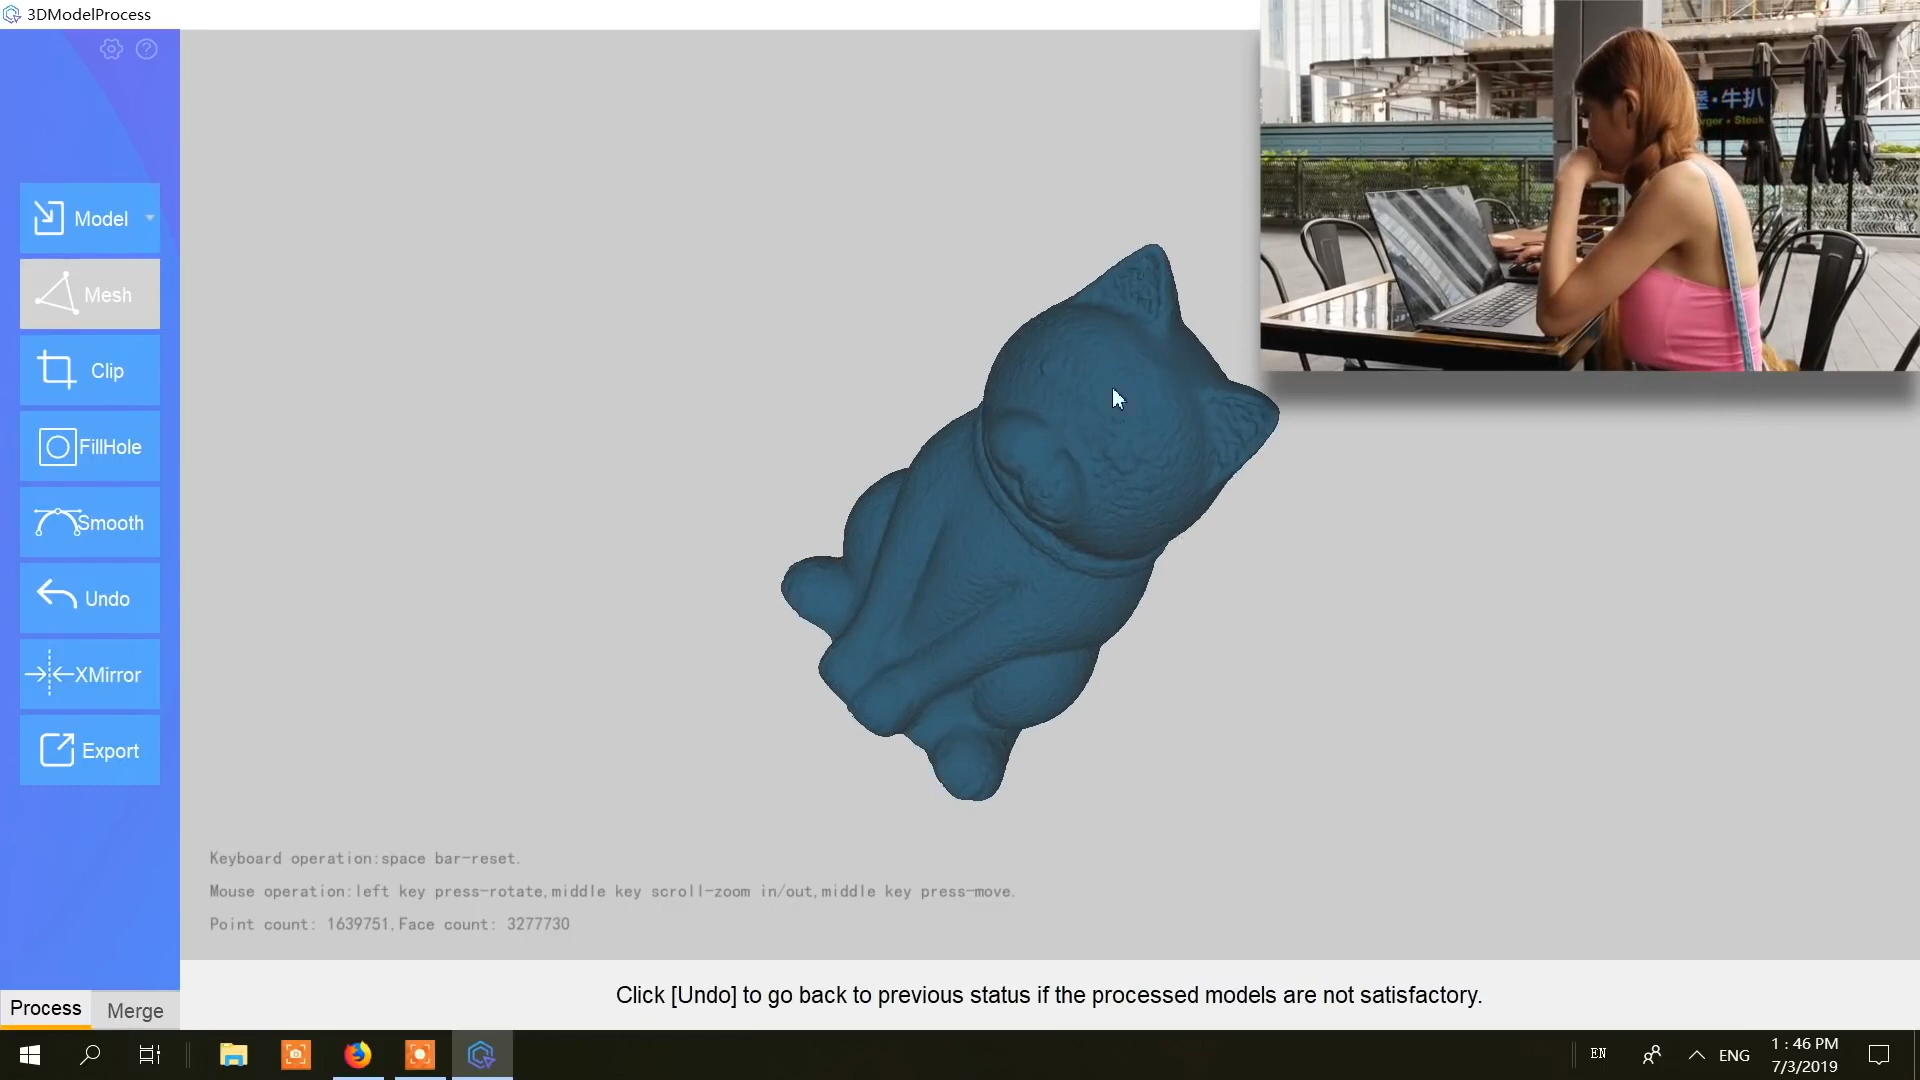 3DModelProcess
Model
Mesh
Clip
FillHole
Smooth
Undo
XMirror
Export
堡·牛扒
rger • Steak
Keyboard operation:space bar-reset.
Mouse operation:left key press-rotate,middle key scroll-zoom in/out,middle key press-move.
Point count: 1639751,Face count: 3277730
Click [Undo] to go back to previous status if the processed models are not satisfactory.
Process
Merge
EN
ENG
1:46 PM
7/3/2019